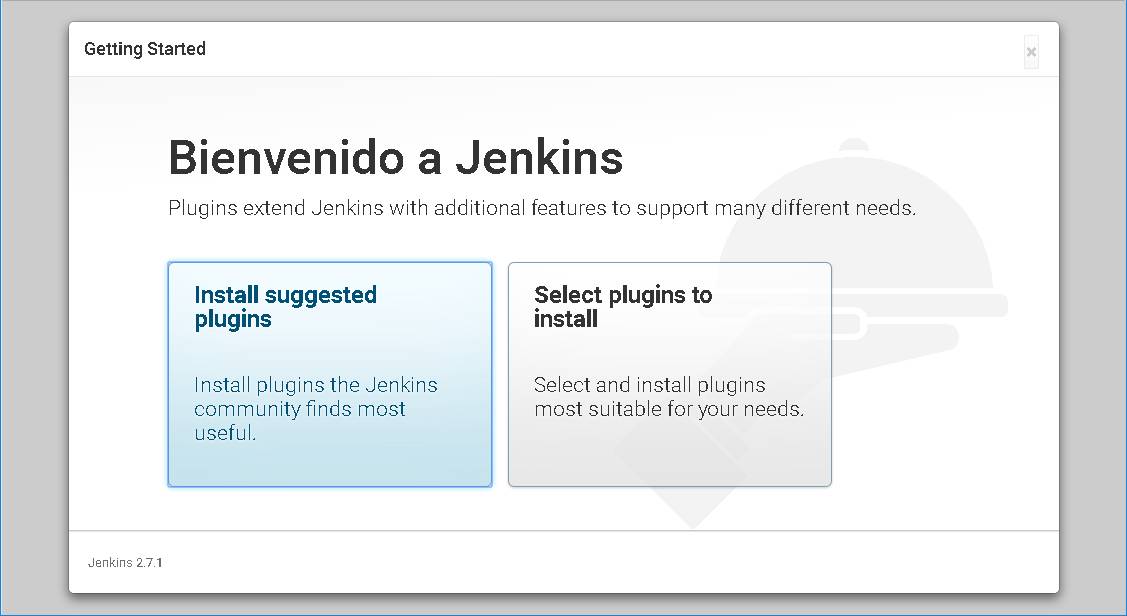 Getting Started
×
Bienvenido a Jenkins
Plugins extend Jenkins with additional features to support many different needs.
Install suggested
plugins
Install plugins the Jenkins
community finds most
useful.
Select plugins to
install
Select and install plugins
most suitable for your needs.
Jenkins 2.7.1